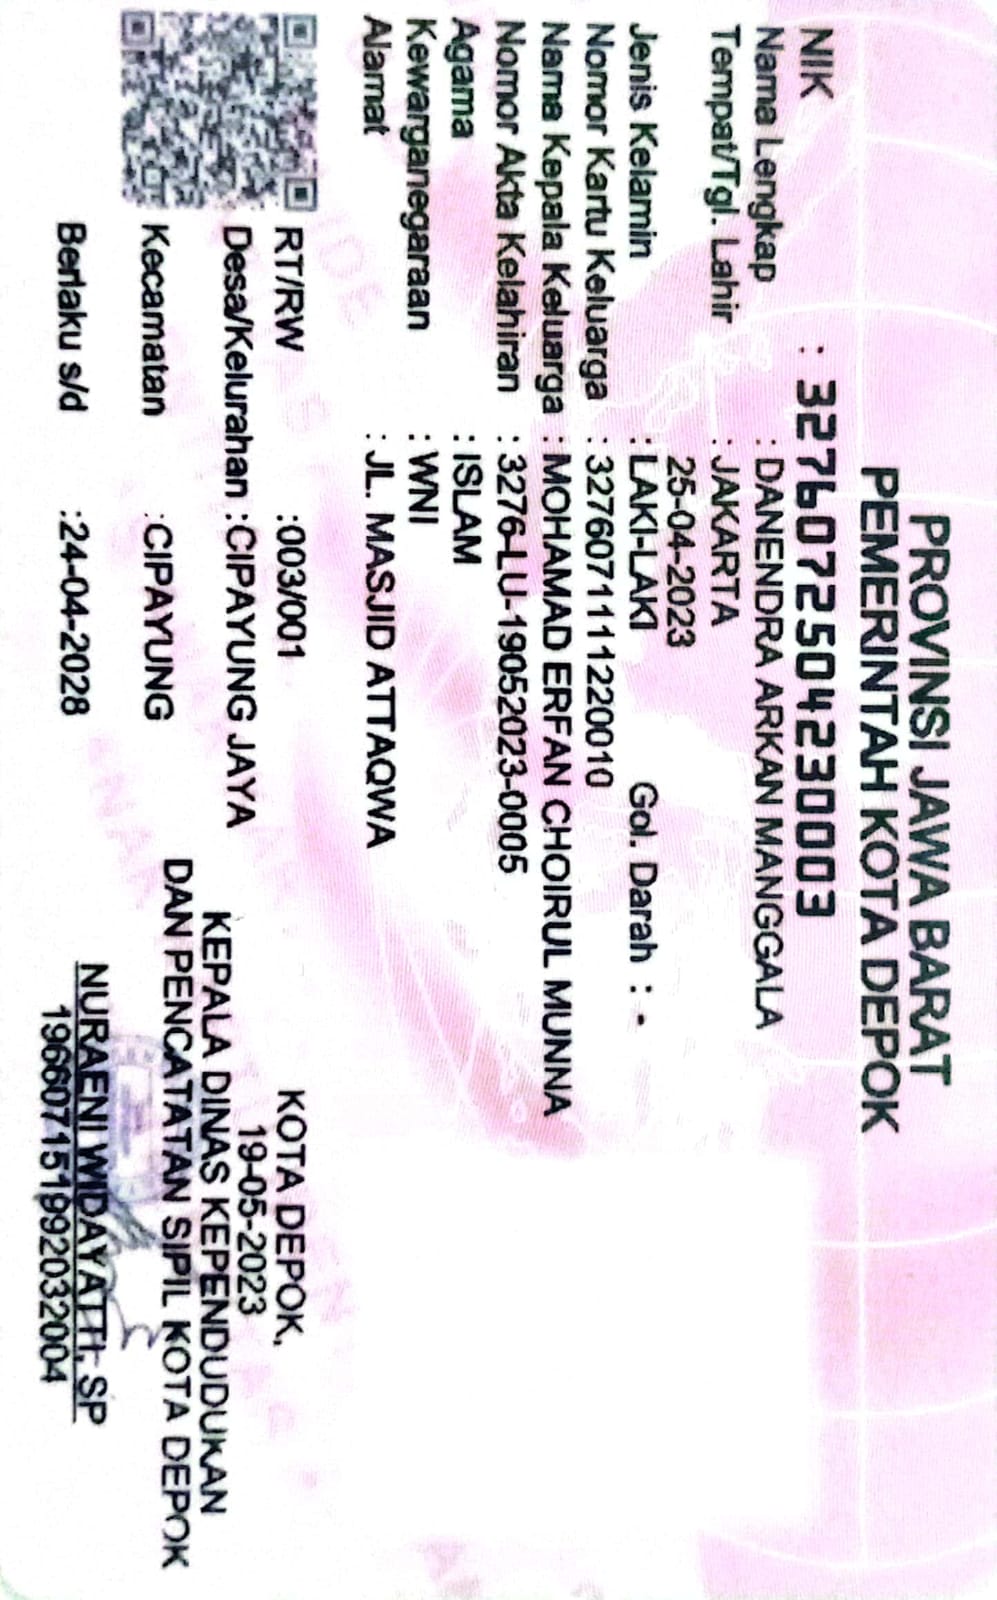 PROVINSI JAWA BARAT
PEMERINTAH KOTA DEPOK
NIK : 3276072504230003
Nama Lengkap : DANENDRA ARKAN MANGGALA
Tempat/Tgl. Lahir : JAKARTA
25-04-2023
Jenis Kelamin : LAKI-LAKI Gol. Darah : -
Nomor Kartu Keluarga : 3276071111220010
Nama Kepala Keluarga : MOHAMAD ERFAN CHOIRUL MUNNA
Nomor Akta Kelahiran : 3276-LU-19052023-0005
Agama : ISLAM
Kewarganegaraan : WNI
Alamat : JL. MASJID ATTAQWA
RT/RW :003/001
Desa/Kelurahan :CIPAYUNG JAYA
Kecamatan :CIPAYUNG
Berlaku s/d :24-04-2028
KOTA DEPOK,
19-05-2023
KEPALA DINAS KEPENDUDUKAN
DAN PENCATATAN SIPIL KOTA DEPOK
NURAENI WIDAYATTI, SP
196607151992032004